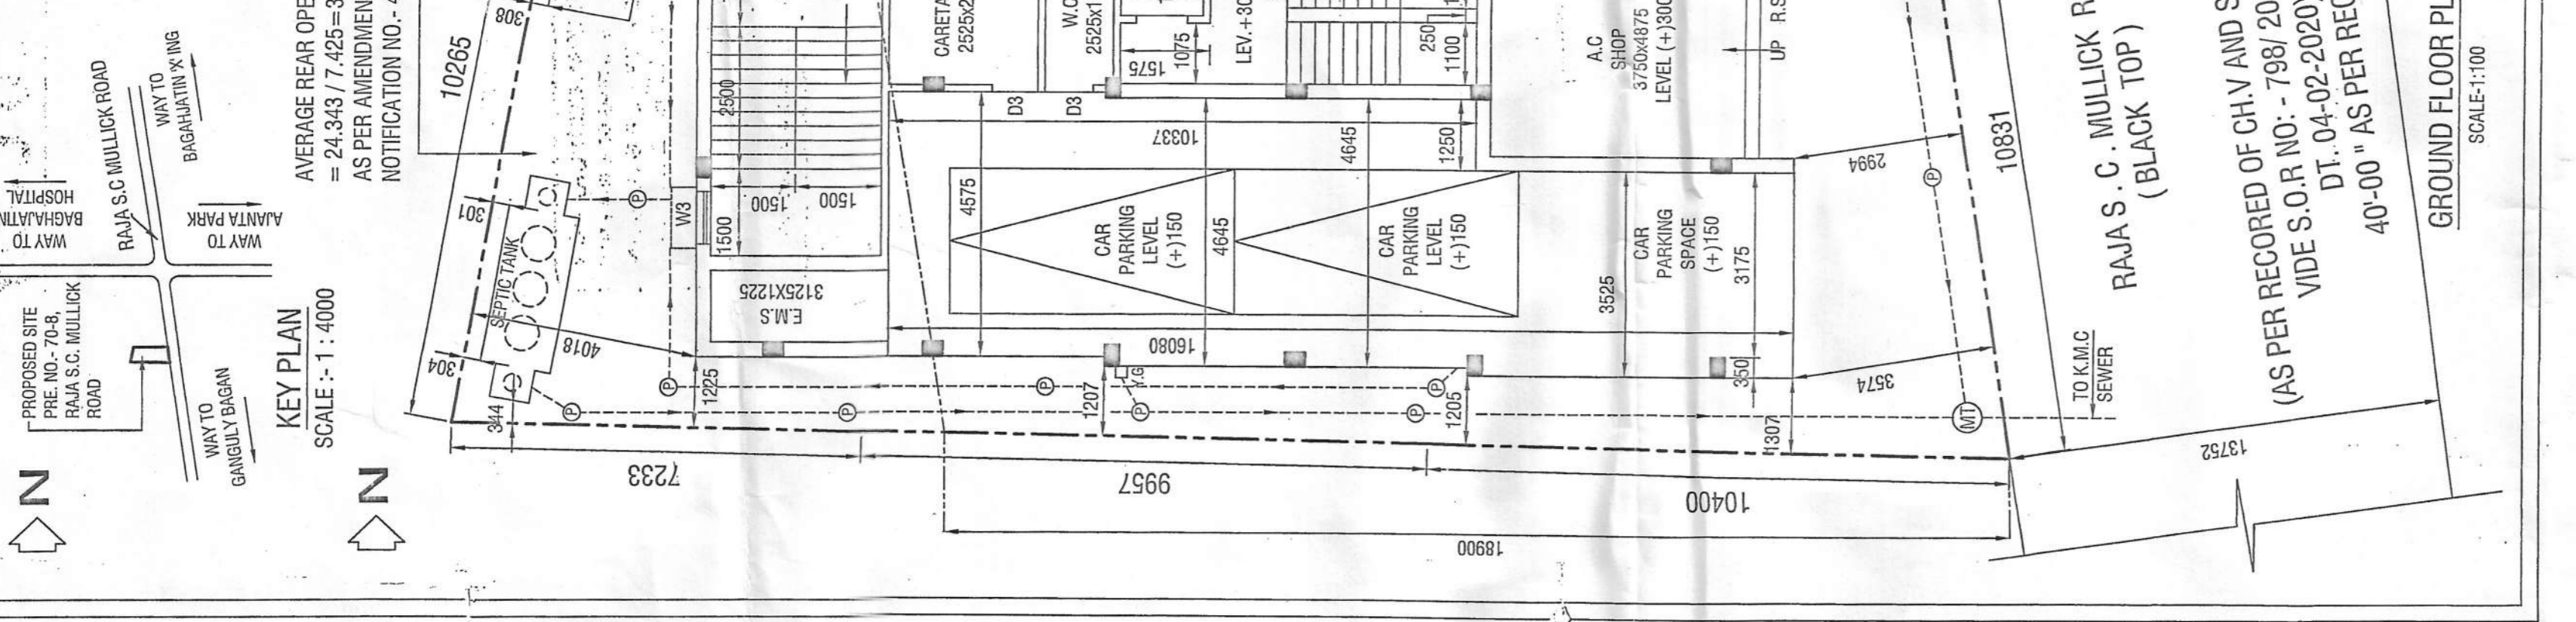 WAY TO
BAGHAJATIN
HOSPITAL
WAY TO
AJANTA PARK
RAJA S.C MULLICK ROAD
WAY TO
BAGHAJATIN 'X' ING
PROPOSED SITE
PRE. NO.- 70-8,
RAJA S.C. MULLICK
ROAD
WAY TO
GANGULY BAGAN
KEY PLAN
SCALE :- 1 : 4000
N
N
AVERAGE REAR
= 24.343 / 7.425=
AS PER AMENDMEN
NOTIFICATION NO.-
10265
308
301
304
344
SEPTIC TANK
4018
P
P
P
P
P
P
P
P
P
W3
2500
1500
1500
1500
E.M.S
3125X1225
1225
CARETA
2525x2
W.C
2525x1
D3
D3
1575
1075
LEV.+30
250
1100
10337
4575
4645
4645
1250
CAR
PARKING
LEVEL
(+)150
CAR
PARKING
LEVEL
(+)150
CAR
PARKING
SPACE
(+)150
3525
3175
16080
350
Y.G
1207
1205
1307
A.C
SHOP
3750x4875
LEVEL (+)300
UP
2994
3574
MT
TO K.M.C
SEWER
10831
7233
9957
10400
18900
13752
RAJA S . C . MULLICK R
( BLACK TOP )
(AS PER RECORED OF CH.V AND S
VIDE S.O.R NO: - 798/ 20
DT.. 04-02-2020)
40'-00 " AS PER REC
GROUND FLOOR PL
SCALE-1:100